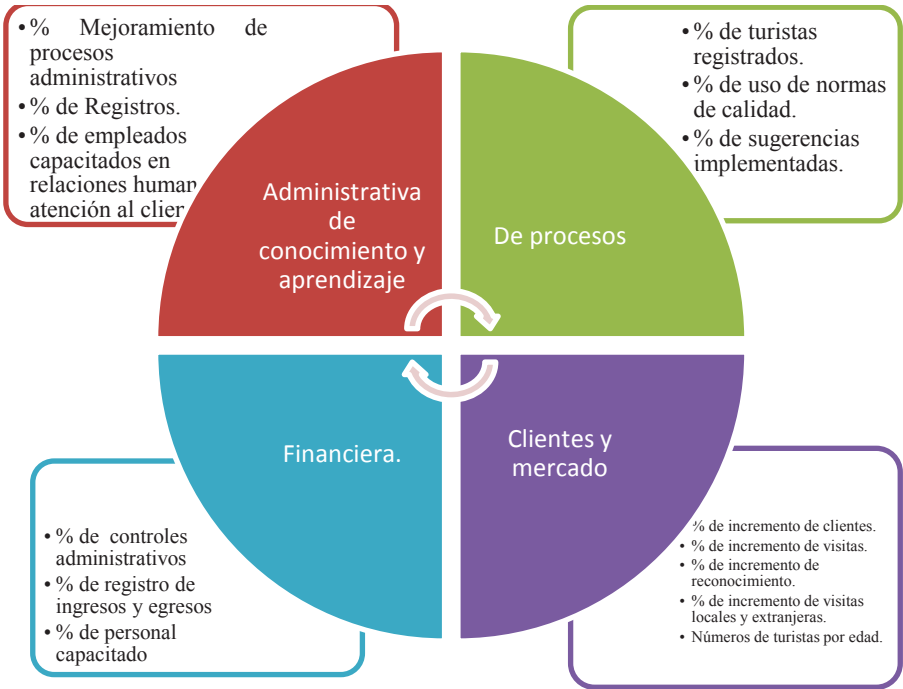 • % Mejoramiento de
procesos
administrativos
• % de Registros.
• % de empleados
capacitados en
relaciones
atención al
Administrativa
de
conocimiento y
aprendizaje
• % de turistas
registrados.
• % de uso de normas
de calidad.
• % de sugerencias
implementadas.
De procesos
Financiera.
• % de controles
administrativos
• % de registro de
ingresos y egresos
• % de personal
capacitado
Clientes y
mercado
% de incremento de clientes.
• % de incremento de visitas.
• % de incremento de
reconocimiento.
• % de incremento de visitas
locales y extranjeras.
• Números de turistas por edad.